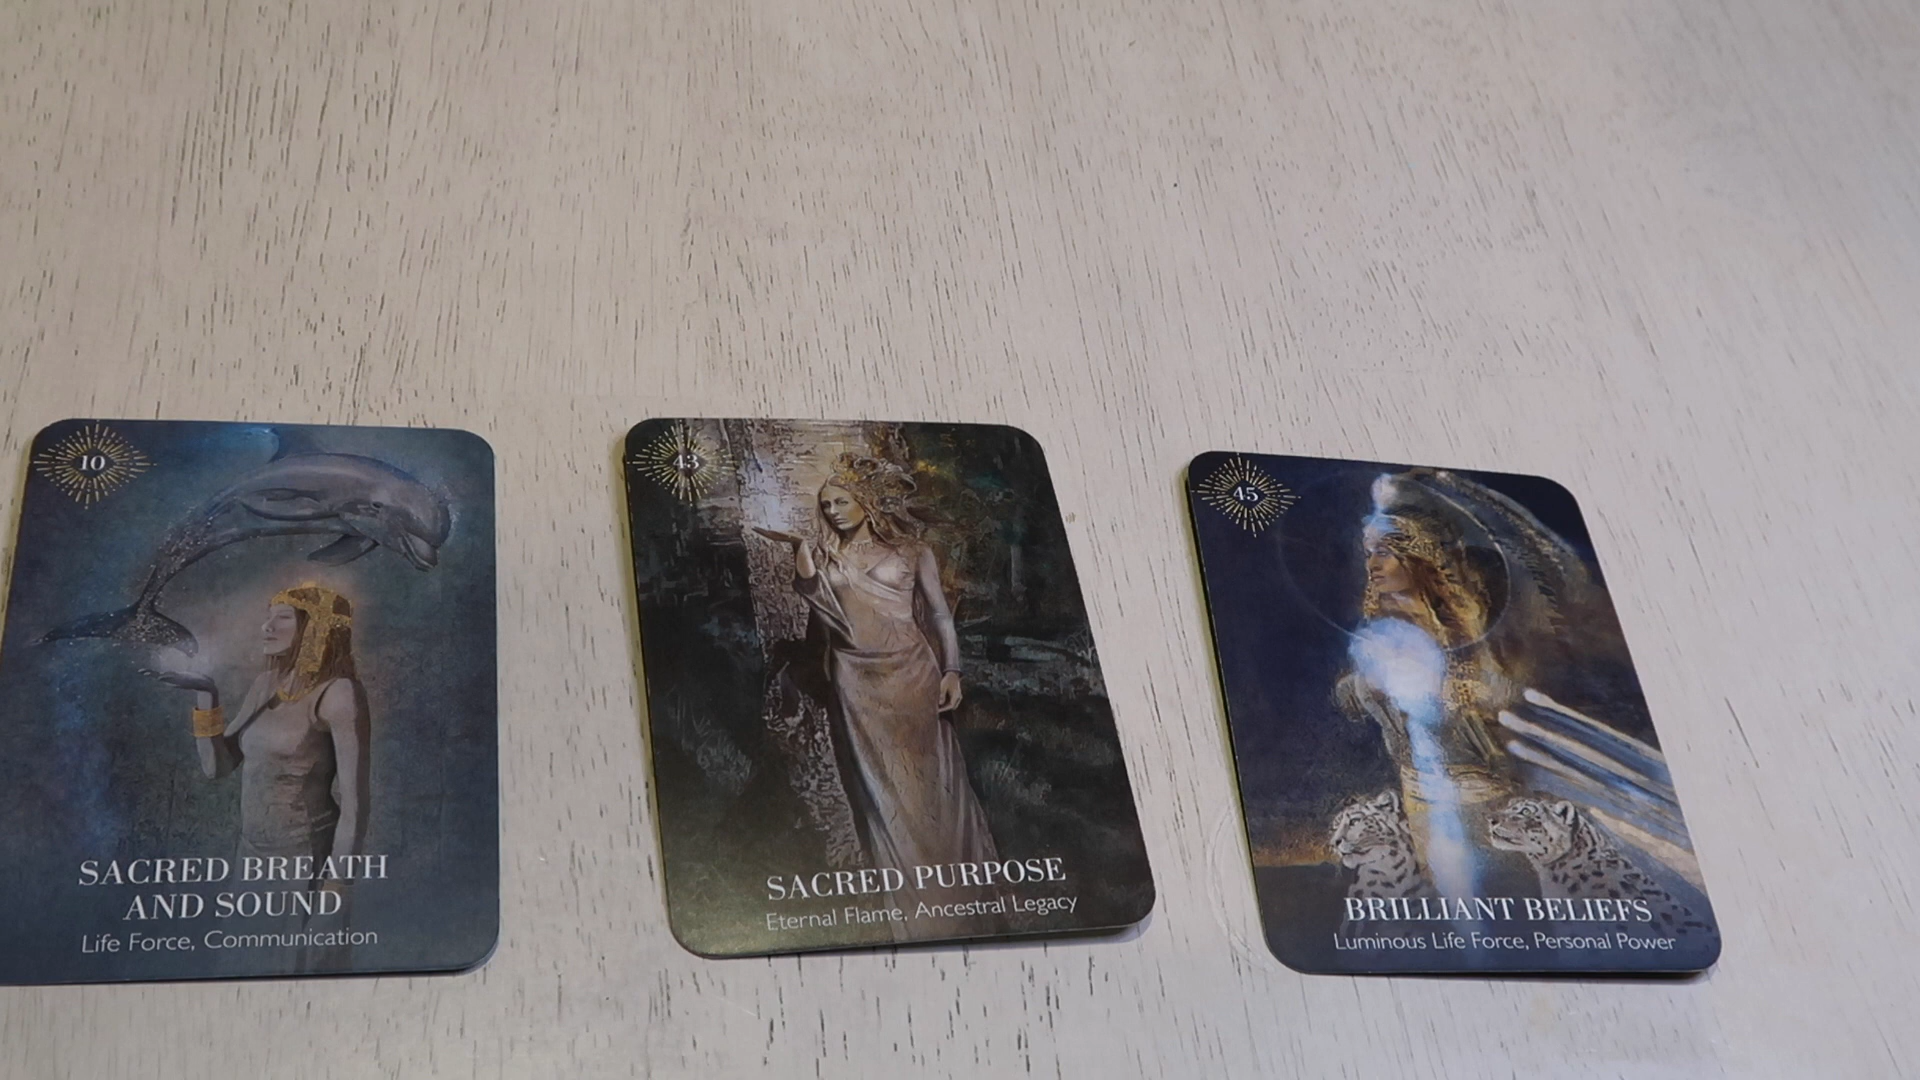 10
SACRED BREATH
AND SOUND
Life Force, Communication
43
SACRED PURPOSE
Eternal Flame, Ancestral Legacy
45
BRILLIANT BELIEFS
Luminous Life Force, Personal Power